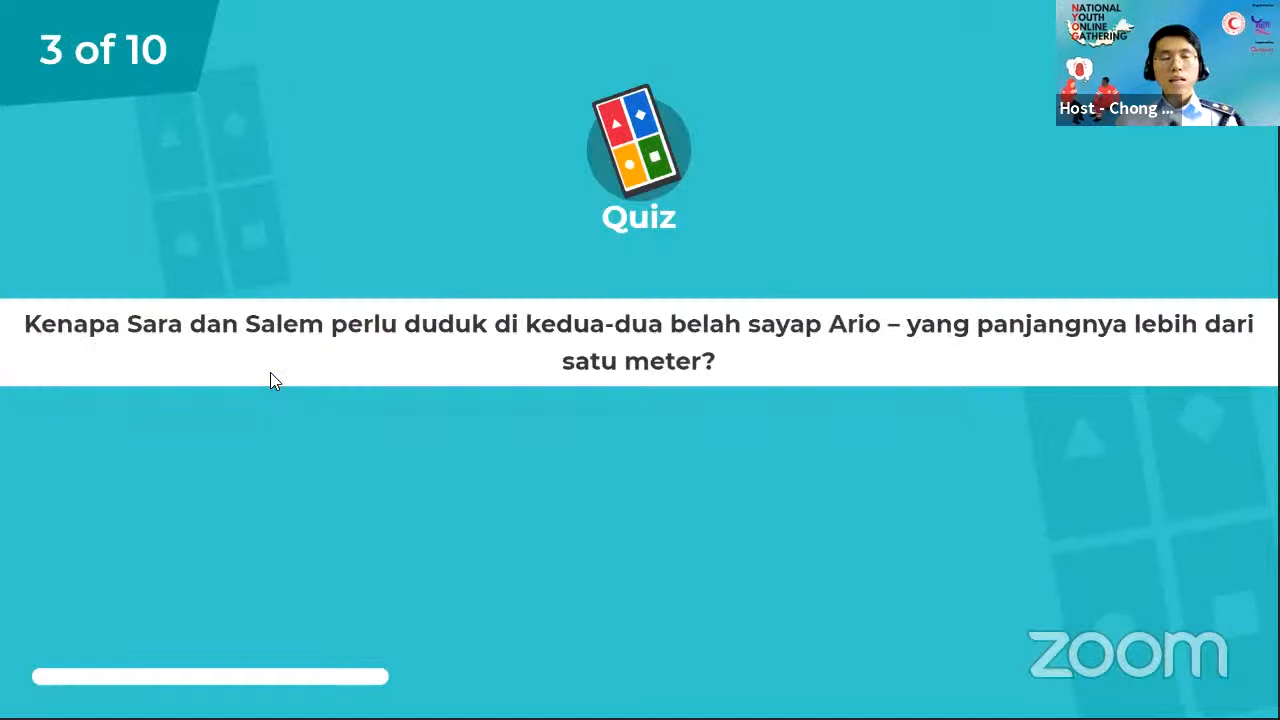 3 of 10
NATIONAL
YOUTH
ONLINE
GATHERING
Host - Chong ...
Quiz
Kenapa Sara dan Salem perlu duduk di kedua-dua belah sayap Ario – yang panjangnya lebih dari
satu meter?
zoom